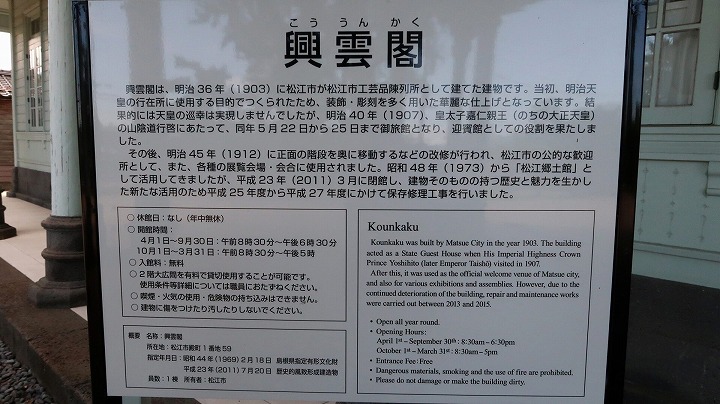 こううんかく
興雲閣
興雲閣は、明治36年（1903）に松江市が松江市工芸品陳列所として建てた建物です。当初、明治天
皇の行在所に使用する目的でつくられたため、装飾・彫刻を多く用いた華麗な仕上げとなっています。結
果的には天皇の巡幸は実現しませんでしたが、明治40年（1907）、皇太子嘉仁親王（のちの大正天皇）
の山陰道行啓にあたって、同年5月22日から25日まで御旅館となり、迎賓館としての役割を果たしま
した。
その後、明治45年（1912）に正面の階段を奥に移動するなどの改修が行われ、松江市の公的な歓迎
所として、また、各種の展覧会場・会合に使用されました。昭和48年（1973）から「松江郷土館」と
して活用してきましたが、平成23年（2011）3月に閉館し、建物そのものの持つ歴史と魅力を生かし
た新たな活用のため平成25年度から平成27年度にかけて保存修理工事を行いました。
○ 休館日：なし（年中無休）
○ 開館時間：
4月1日～9月30日：午前8時30分～午後6時30分
10月1日～3月31日：午前8時30分～午後5時
○ 入館料：無料
○ 2階大広間を有料で貸切使用することが可能です。
使用条件等詳細については職員におたずねください。
○ 喫煙・火気の使用・危険物の持ち込みはできません。
○ 建物に傷をつけたり汚したりしないでください。
概要 名称：興雲閣
所在地：松江市殿町1番地59
指定年月日：昭和44年（1969）2月18日 島根県指定有形文化財
平成23年（2011）7月20日 歴史的風致形成建造物
員数：1棟 所有者：松江市
Kounkaku
Kounkaku was built by Matsue City in the year 1903. The building
acted as a State Guest House when His Imperial Highness Crown
Prince Yoshihito (later Emperor Taishō) visited in 1907.
After this, it was used as the official welcome venue of Matsue city,
and also for various exhibitions and assemblies. However, due to the
continued deterioration of the building, repair and maintenance works
were carried out between 2013 and 2015.
• Open all year round.
• Opening Hours:
April 1st – September 30th : 8:30am – 6:30pm
October 1st – March 31st : 8:30am – 5pm
• Entrance Fee : Free
• Dangerous materials, smoking and the use of fire are prohibited.
• Please do not damage or make the building dirty.